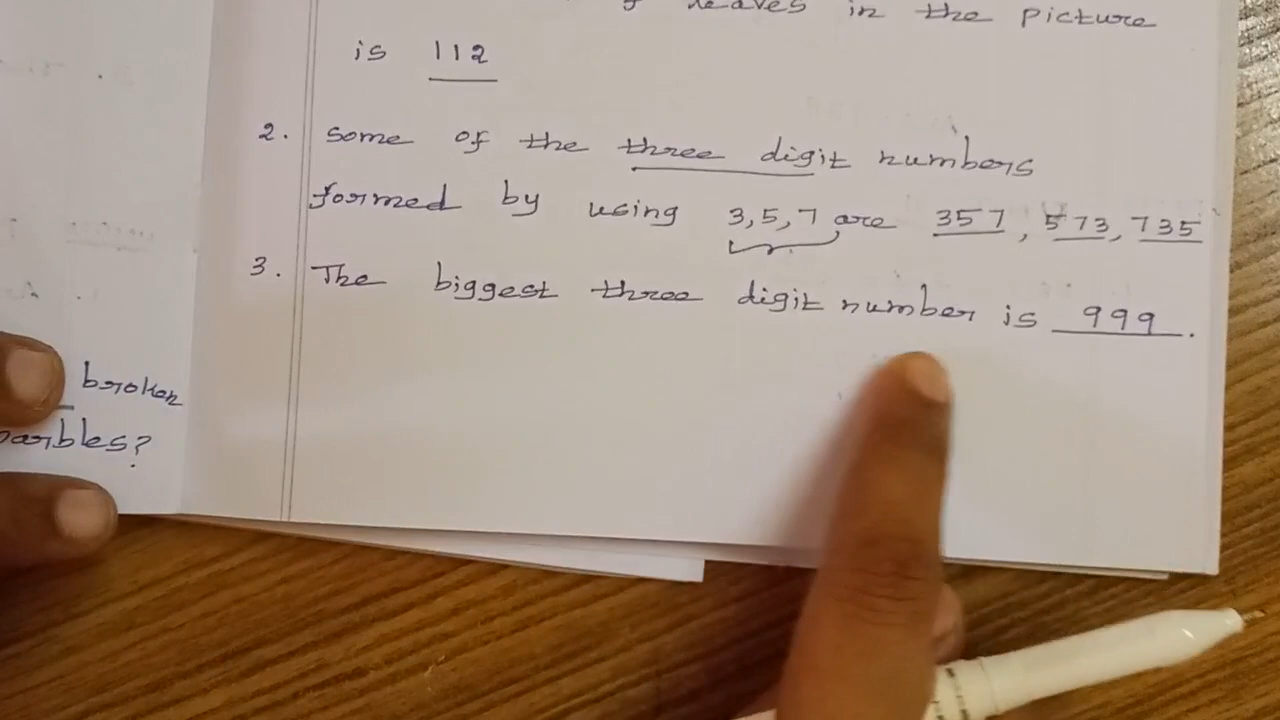 leaves in the picture
is 112
2. some of the three digit numbers
formed by using 3,5,7 are 357, 573, 735
3. The biggest three digit number is 999.
broken
arbles?